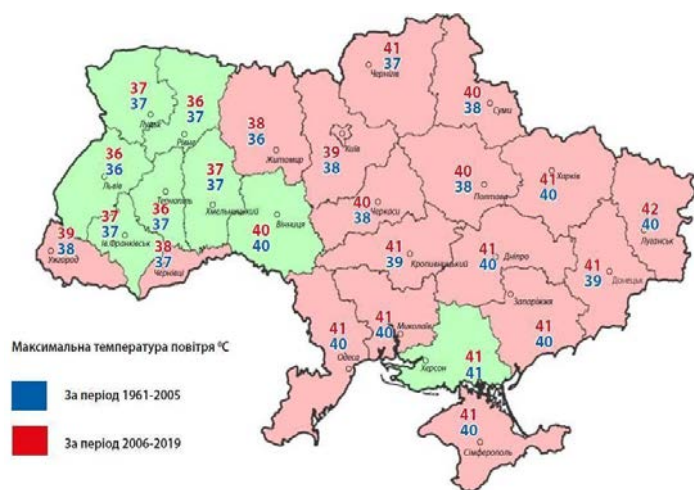 41
37
Чернігів
40
38
Суми
37
37
Луцьк
36
37
Рівне
38
36
Житомир
39
38
Київ
36
36
Львів
36
37
Тернопіль
37
37
Хмельницький
40
40
Вінниця
40
38
Черкаси
40
38
Полтава
41
40
Харків
42
40
Луганськ
39
38
Ужгород
37
37
Ів.Франківськ
38
37
Чернівці
41
39
Кропивницький
41
40
Дніпро
41
39
Донецьк
41
40
Одеса
41
40
Миколаїв
41
41
Херсон
Запоріжжя
41
40
41
40
Сімферополь
Максимальна температура повітря ⁰С
За період 1961-2005
За період 2006-2019